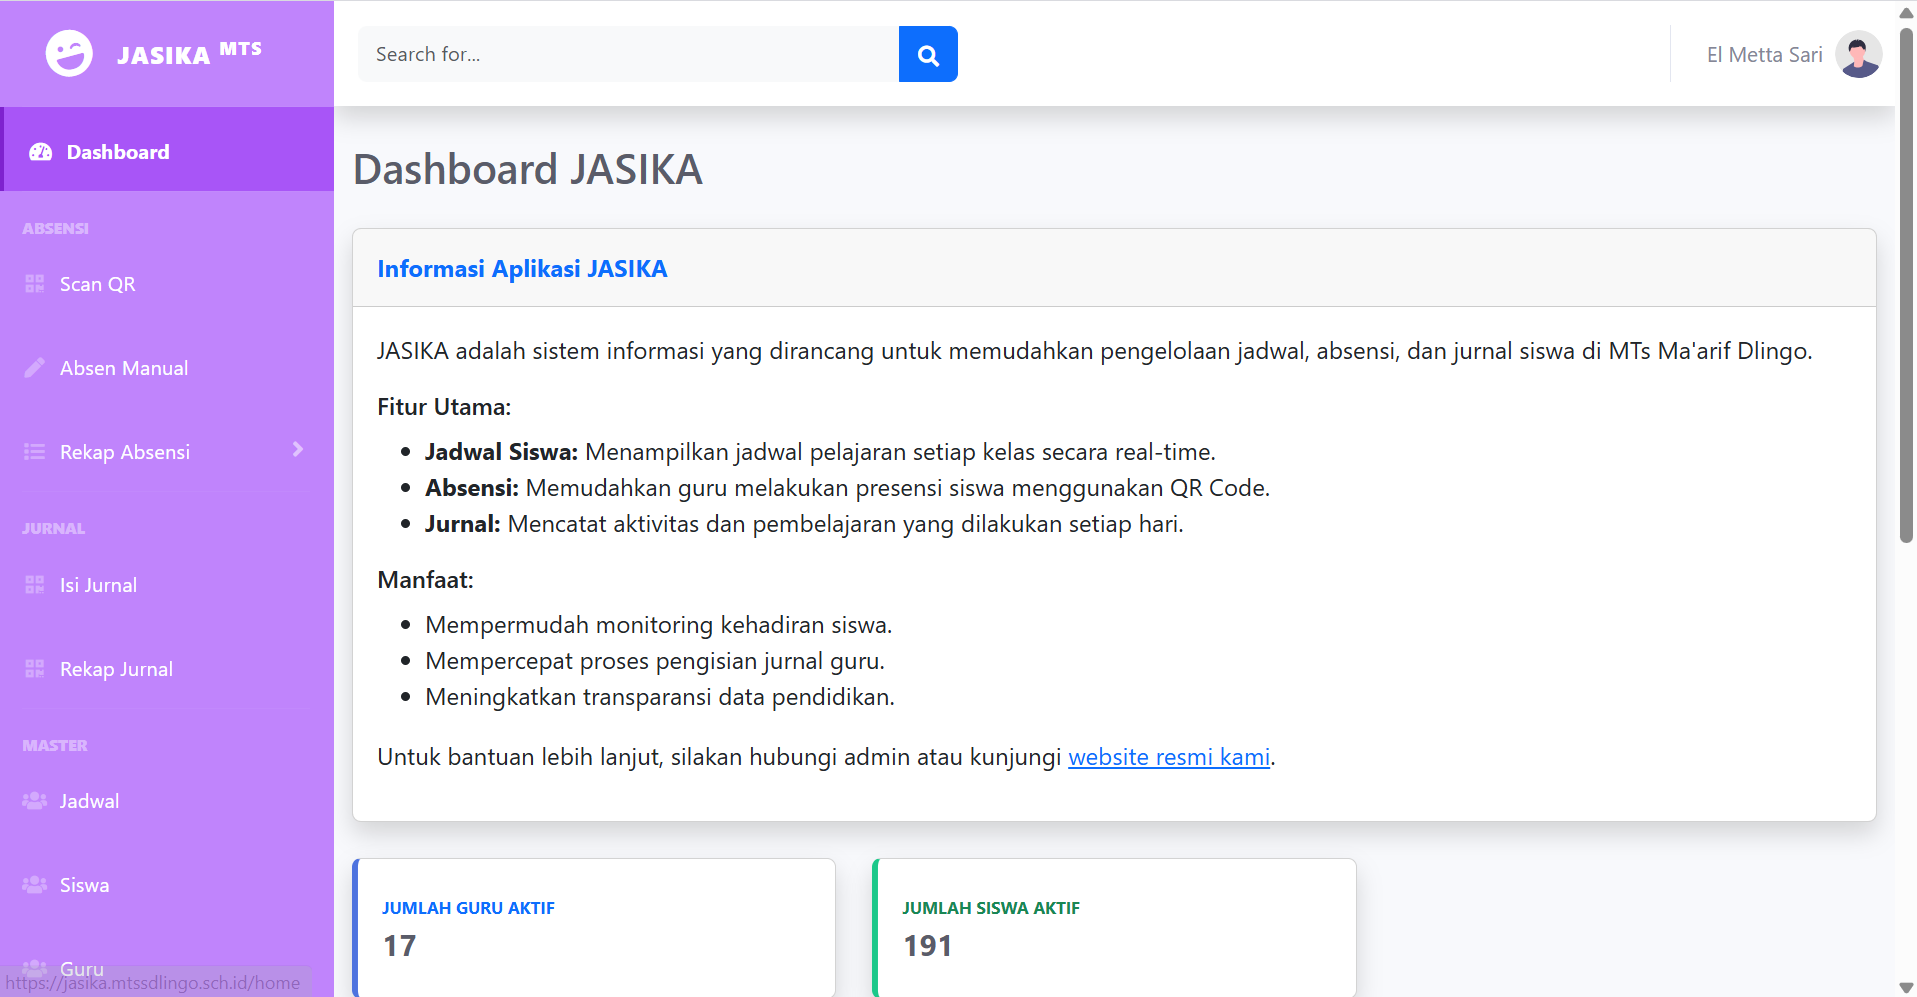 JASIKA MTS
Search for...
El Metta Sari
Dashboard
ABSENSI
Scan QR
Absen Manual
Rekap Absensi
JURNAL
Isi Jurnal
Rekap Jurnal
MASTER
Jadwal
Siswa
Guru
https://jasika.mtssdlingo.sch.id/home
Dashboard JASIKA
Informasi Aplikasi JASIKA
JASIKA adalah sistem informasi yang dirancang untuk memudahkan pengelolaan jadwal, absensi, dan jurnal siswa di MTs Ma'arif Dlingo.
Fitur Utama:
Jadwal Siswa: Menampilkan jadwal pelajaran setiap kelas secara real-time.
Absensi: Memudahkan guru melakukan presensi siswa menggunakan QR Code.
Jurnal: Mencatat aktivitas dan pembelajaran yang dilakukan setiap hari.
Manfaat:
Mempermudah monitoring kehadiran siswa.
Mempercepat proses pengisian jurnal guru.
Meningkatkan transparansi data pendidikan.
Untuk bantuan lebih lanjut, silakan hubungi admin atau kunjungi website resmi kami.
JUMLAH GURU AKTIF
17
JUMLAH SISWA AKTIF
191